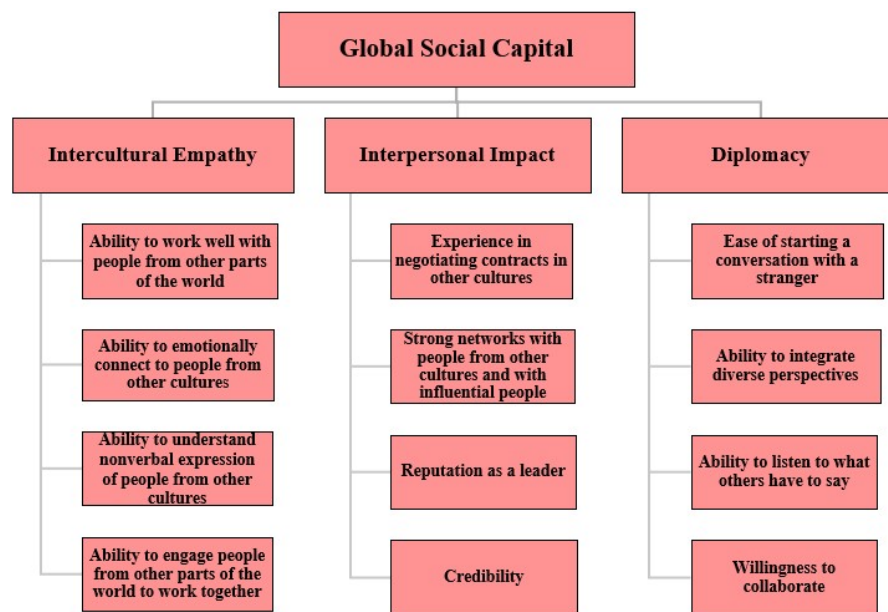 Global Social Capital
Intercultural Empathy
Ability to work well with
people from other parts
of the world
Ability to emotionally
connect to people from
other cultures
Ability to understand
nonverbal expression
of people from other
cultures
Ability to engage people
from other parts of the
world to work together
Interpersonal Impact
Experience in
negotiating contracts in
other cultures
Strong networks with
people from other
cultures and with
influential people
Reputation as a leader
Credibility
Diplomacy
Ease of starting a
conversation with a
stranger
Ability to integrate
diverse perspectives
Ability to listen to what
others have to say
Willingness to
collaborate